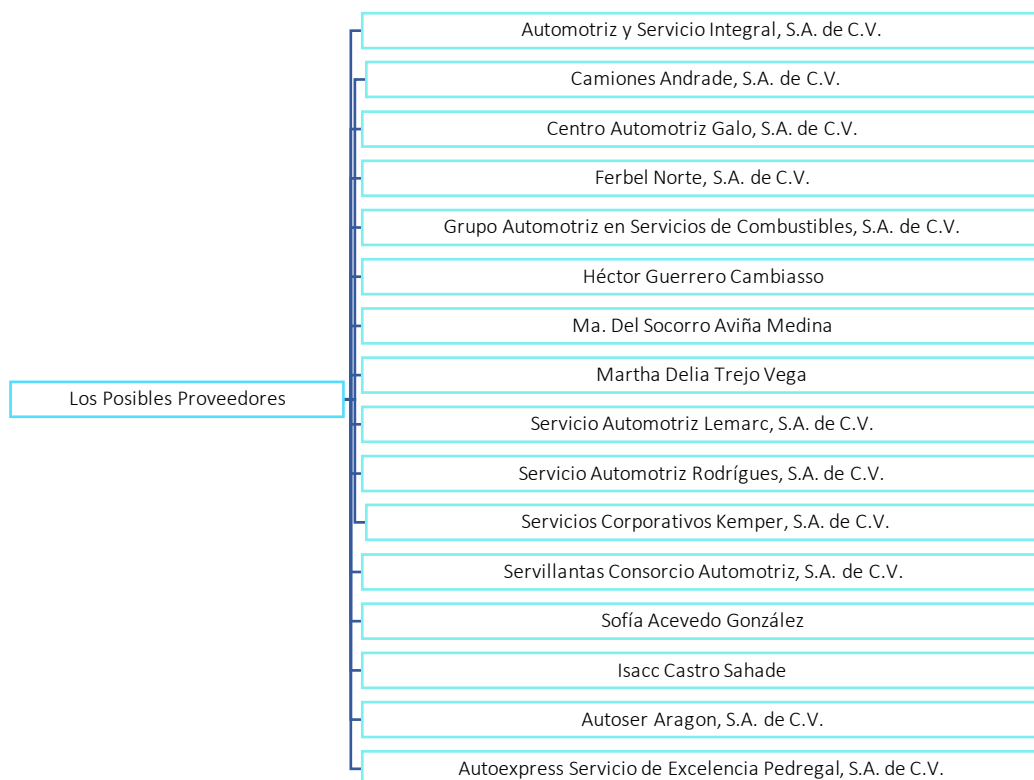 Automotriz y Servicio Integral, S.A. de C.V.
Camiones Andrade, S.A. de C.V.
Centro Automotriz Galo, S.A. de C.V.
Ferbel Norte, S.A. de C.V.
Grupo Automotriz en Servicios de Combustibles, S.A. de C.V.
Héctor Guerrero Cambiasso
Ma. Del Socorro Aviña Medina
Martha Delia Trejo Vega
Los Posibles Proveedores
Servicio Automotriz Lemarc, S.A. de C.V.
Servicio Automotriz Rodrígues, S.A. de C.V.
Servicios Corporativos Kemper, S.A. de C.V.
Servillantas Consorcio Automotriz, S.A. de C.V.
Sofía Acevedo González
Isacc Castro Sahade
Autoser Aragon, S.A. de C.V.
Autoexpress Servicio de Excelencia Pedregal, S.A. de C.V.